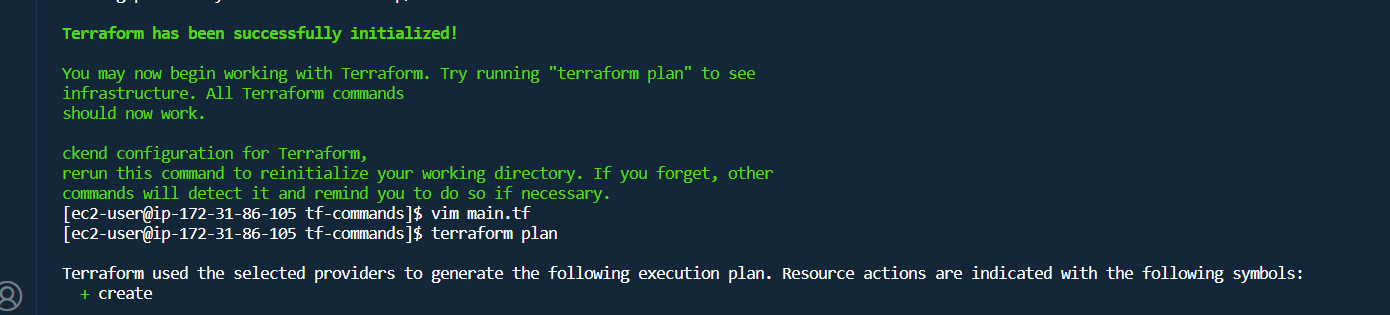 Terraform has been successfully initialized!
You may now begin working with Terraform. Try running "terraform plan" to see
infrastructure. All Terraform commands
should now work.
ckend configuration for Terraform,
rerun this command to reinitialize your working directory. If you forget, other
commands will detect it and remind you to do so if necessary.
[ec2-user@ip-172-31-86-105 tf-commands]$ vim main.tf
[ec2-user@ip-172-31-86-105 tf-commands]$ terraform plan
Terraform used the selected providers to generate the following execution plan. Resource actions are indicated with the following symbols:
+ create